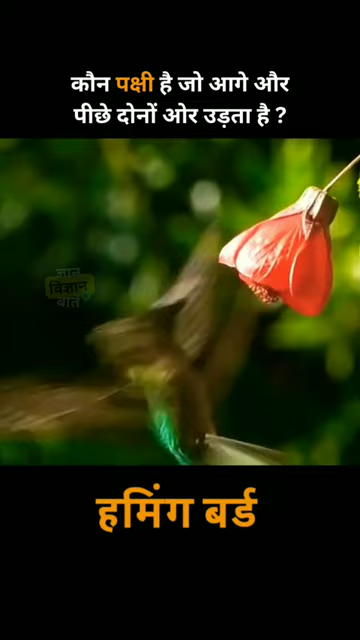 कौन पक्षी है जो आगे और
पीछे दोनों ओर उड़ता है ?
ज्ञान
विज्ञान
बातें
हमिंग बर्ड